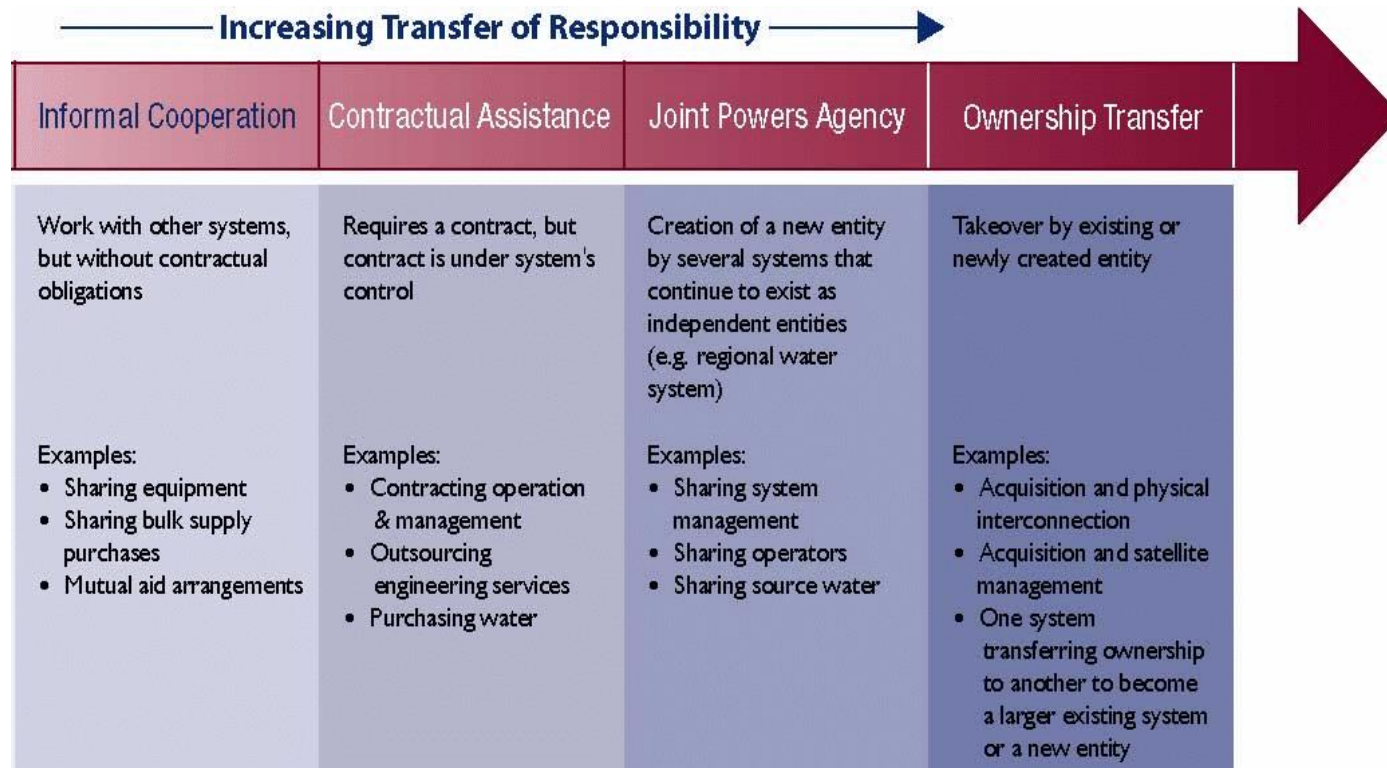 Increasing Transfer of Responsibility
Informal Cooperation
Contractual Assistance
Joint Powers Agency
Ownership Transfer
Work with other systems,
but without contractual
obligations
Examples:
• Sharing equipment
• Sharing bulk supply
purchases
• Mutual aid arrangements
Requires a contract, but
contract is under system's
control
Examples:
• Contracting operation
& management
• Outsourcing
engineering services
• Purchasing water
Creation of a new entity
by several systems that
continue to exist as
independent entities
(e.g. regional water
system)
Examples:
• Sharing system
management
• Sharing operators
• Sharing source water
Takeover by existing or
newly created entity
Examples:
• Acquisition and physical
interconnection
• Acquisition and satellite
management
• One system
transferring ownership
to another to become
a larger existing system
or a new entity